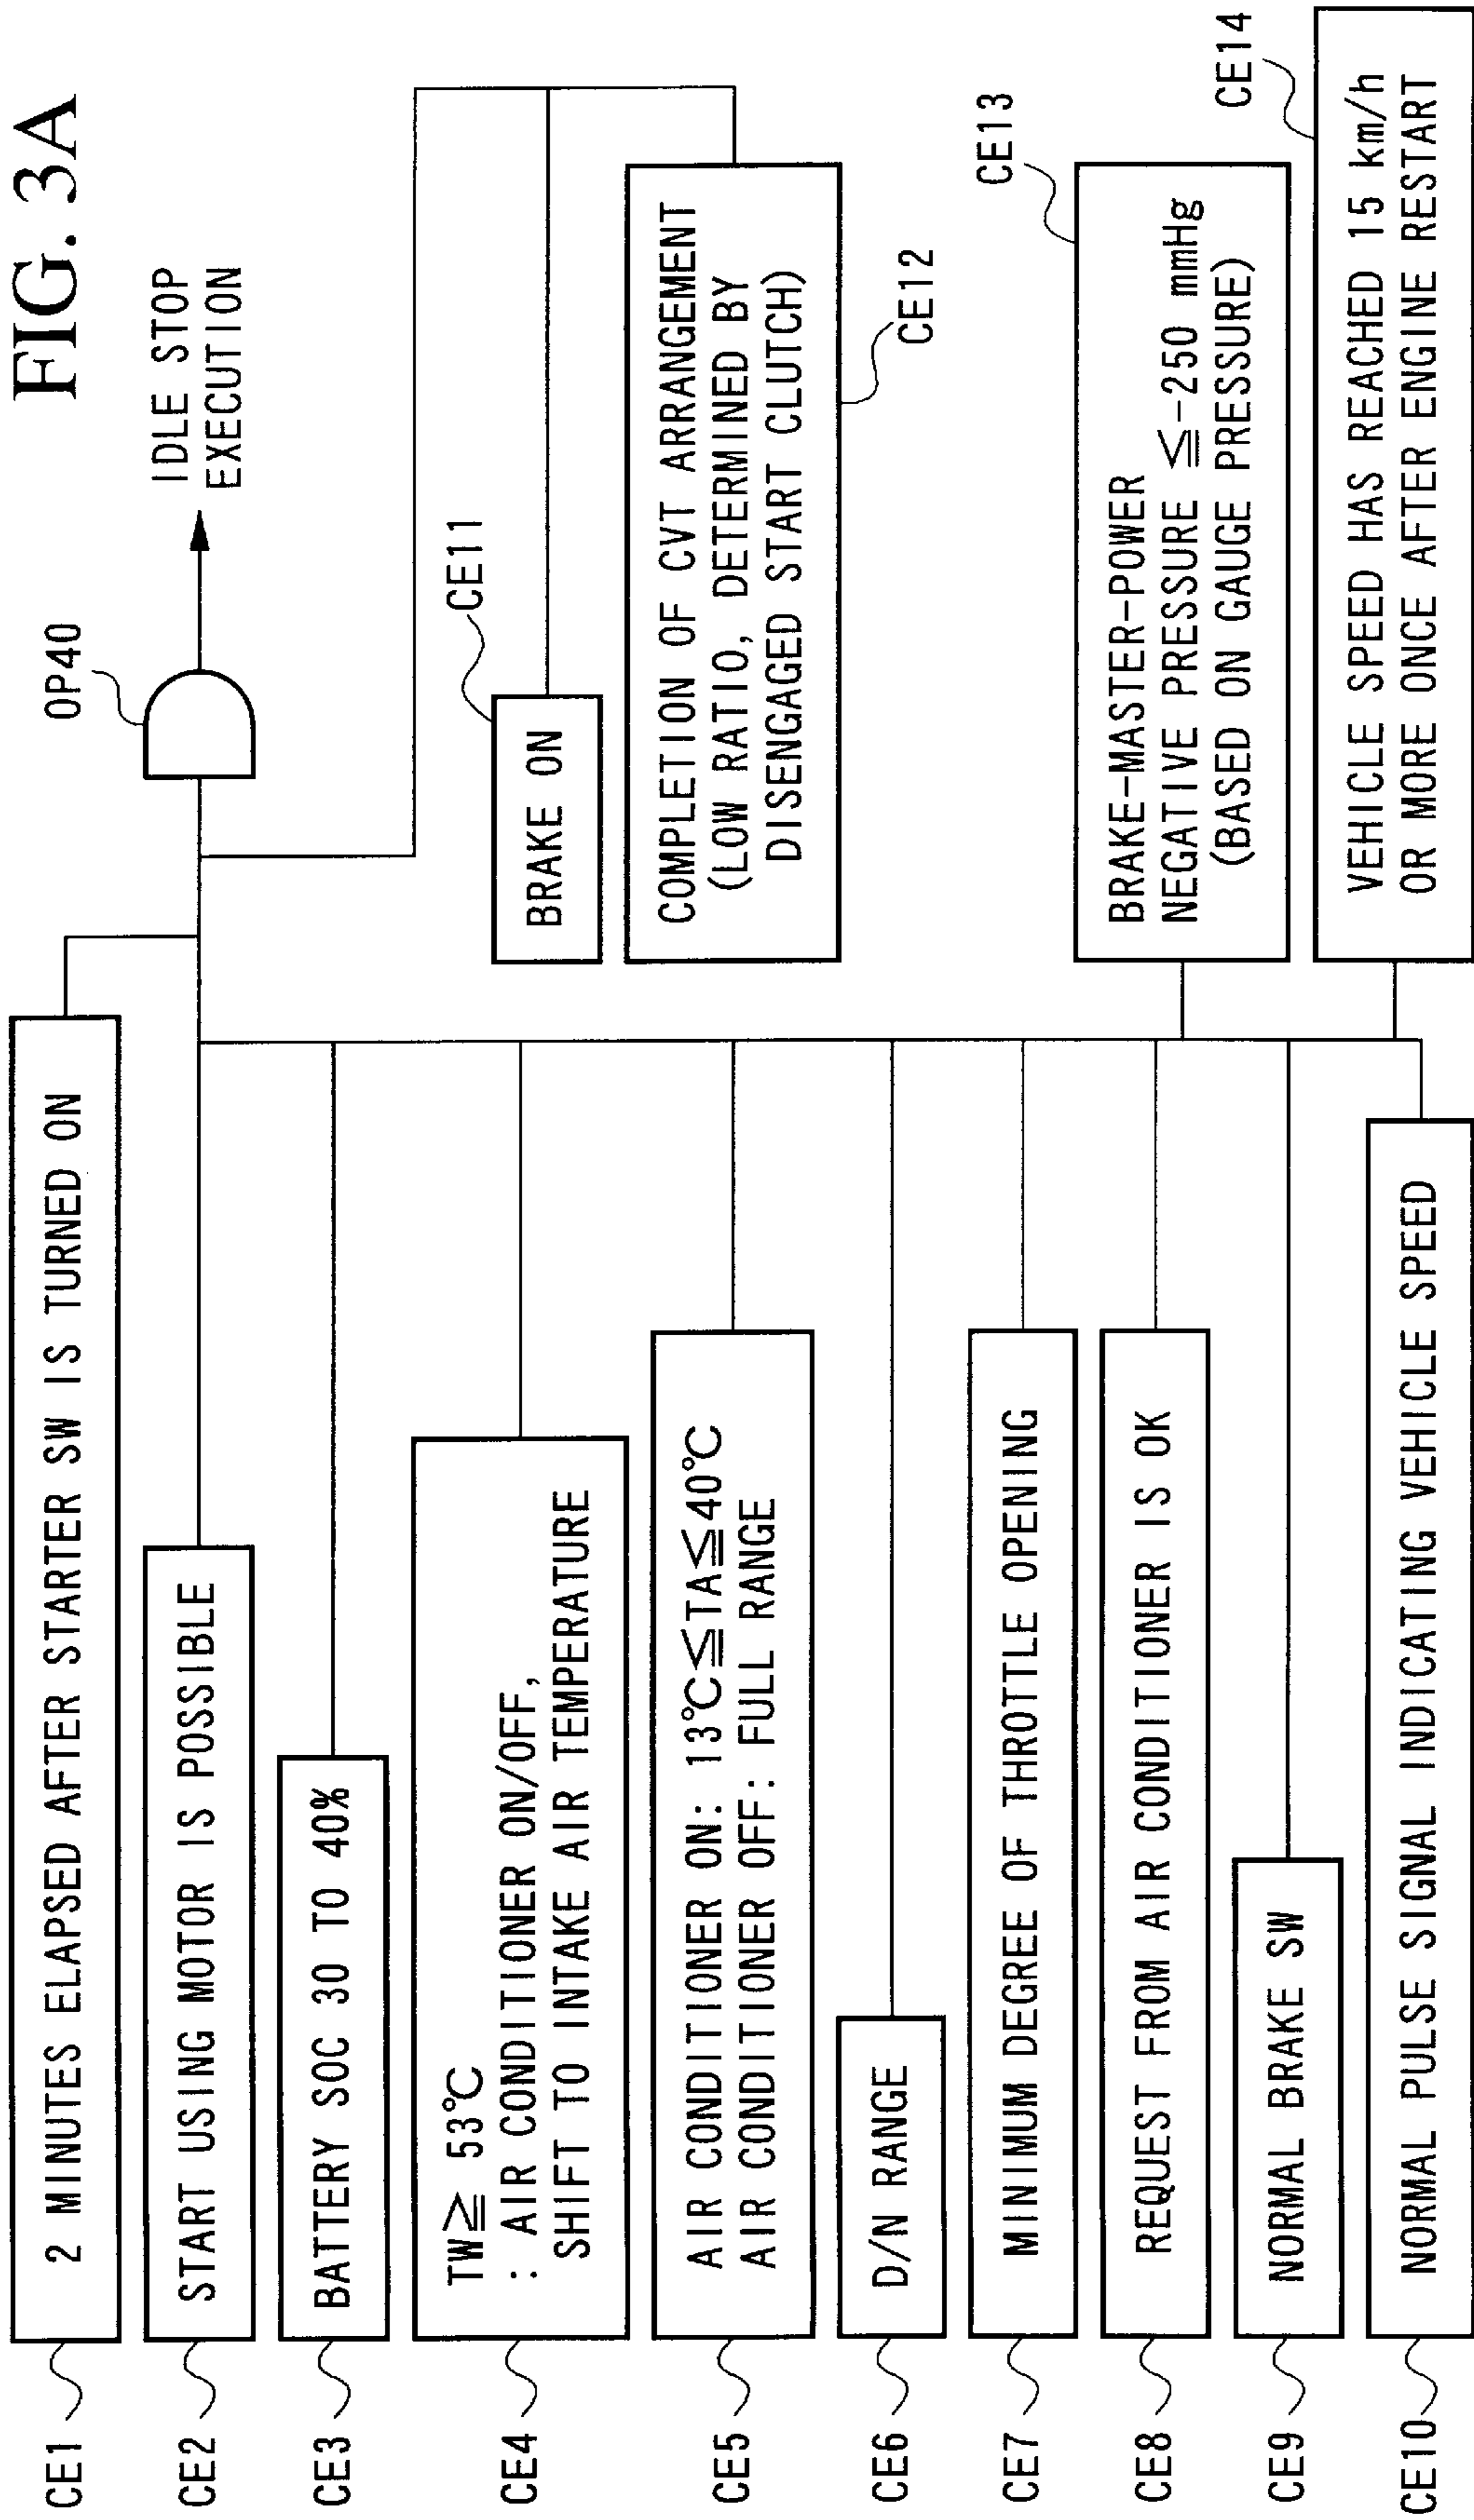 FIG. 3A
CE1
2 MINUTES ELAPSED AFTER STARTER SW IS TURNED ON
OP40
IDLE STOP
EXECUTION
CE2
START USING MOTOR IS POSSIBLE
CE3
BATTERY SOC 30 TO 40%
CE4
TW≧ 53℃
: AIR CONDITIONER ON/OFF,
SHIFT TO INTAKE AIR TEMPERATURE
CE11
BRAKE ON
CE5
AIR CONDITIONER ON: 13℃≦TA≦40℃
AIR CONDITIONER OFF: FULL RANGE
COMPLETION OF CVT ARRANGEMENT
(LOW RATIO, DETERMINED BY
DISENGAGED START CLUTCH)
CE12
CE6
D/N RANGE
CE7
MINIMUM DEGREE OF THROTTLE OPENING
CE13
CE8
REQUEST FROM AIR CONDITIONER IS OK
BRAKE-MASTER-POWER
NEGATIVE PRESSURE ≦-250 mmHg
(BASED ON GAUGE PRESSURE)
CE9
NORMAL BRAKE SW
CE14
CE10
NORMAL PULSE SIGNAL INDICATING VEHICLE SPEED
VEHICLE SPEED HAS REACHED 15 km/h
OR MORE ONCE AFTER ENGINE RESTART